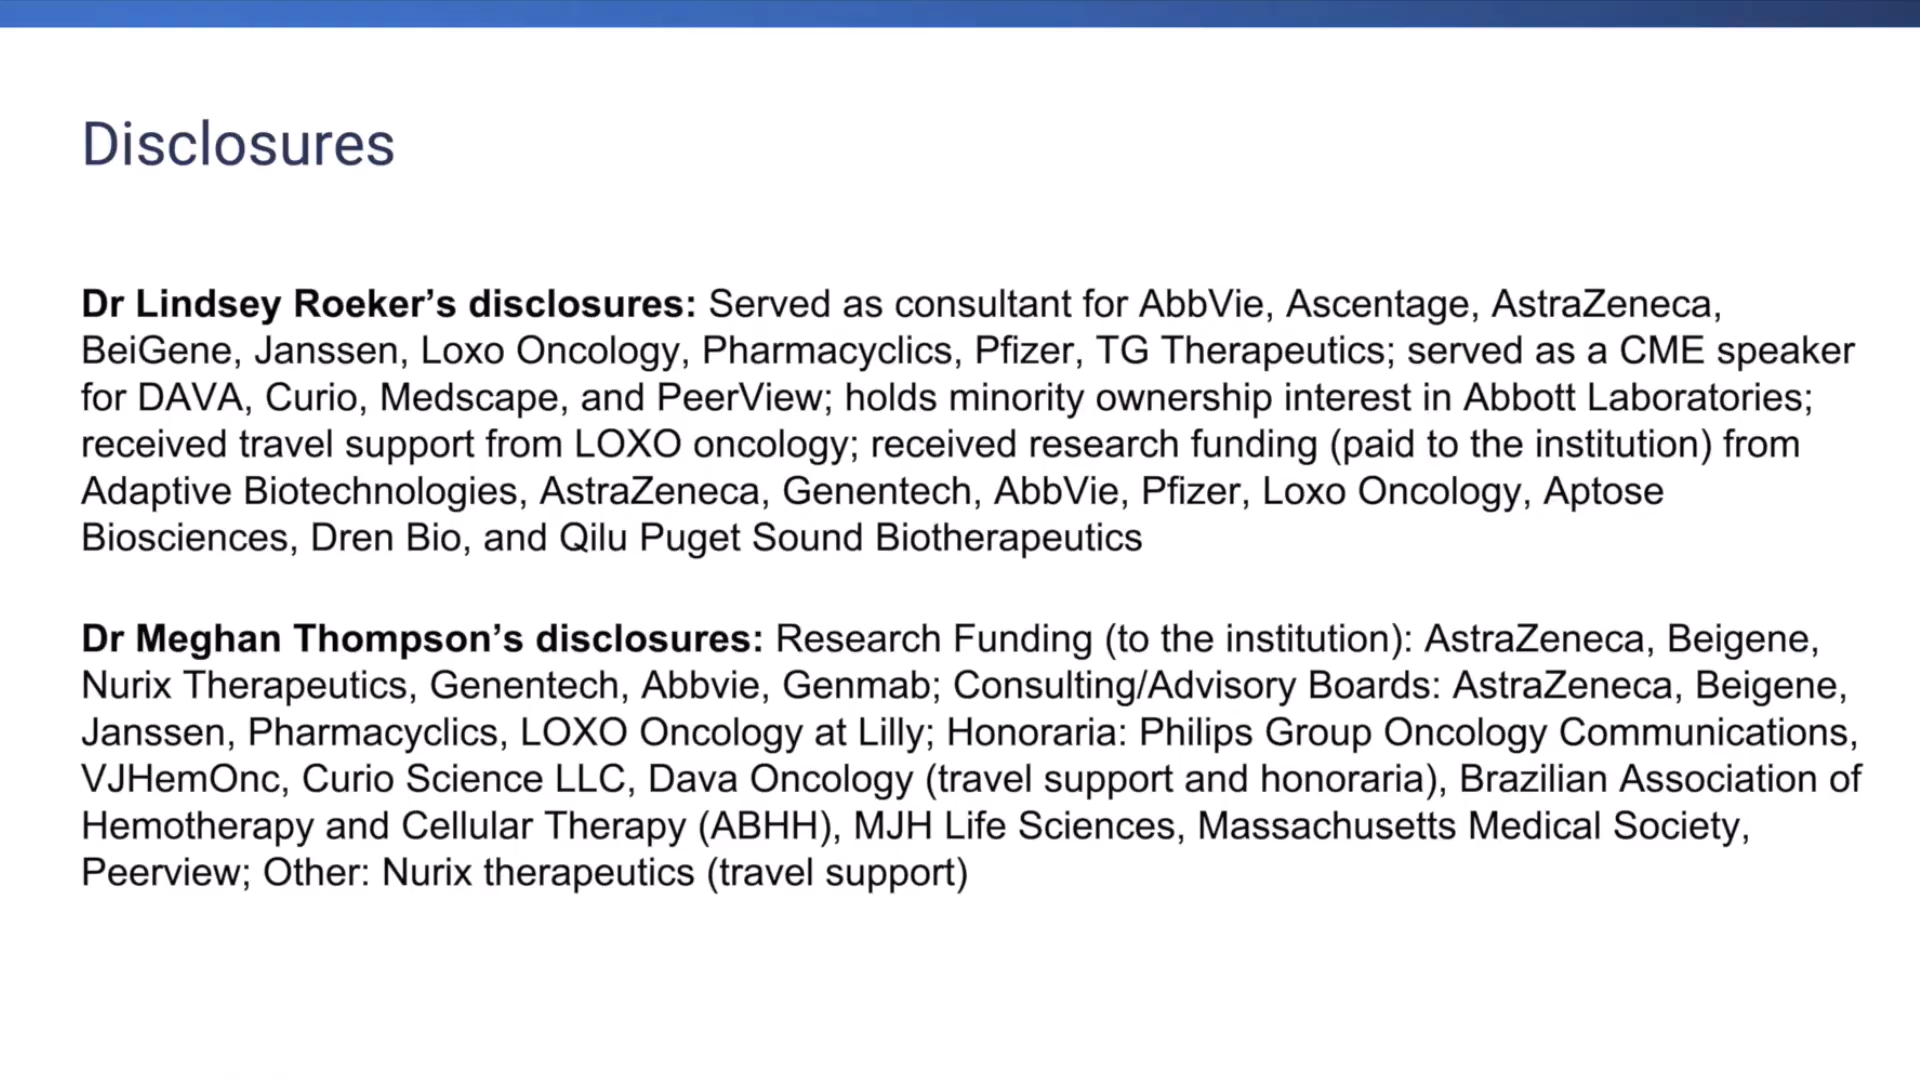 Disclosures
Dr Lindsey Roeker’s disclosures: Served as consultant for AbbVie, Ascentage, AstraZeneca,
BeiGene, Janssen, Loxo Oncology, Pharmacyclics, Pfizer, TG Therapeutics; served as a CME speaker
for DAVA, Curio, Medscape, and PeerView; holds minority ownership interest in Abbott Laboratories;
received travel support from LOXO oncology; received research funding (paid to the institution) from
Adaptive Biotechnologies, AstraZeneca, Genentech, AbbVie, Pfizer, Loxo Oncology, Aptose
Biosciences, Dren Bio, and Qilu Puget Sound Biotherapeutics
Dr Meghan Thompson’s disclosures: Research Funding (to the institution): AstraZeneca, Beigene,
Nurix Therapeutics, Genentech, Abbvie, Genmab; Consulting/Advisory Boards: AstraZeneca, Beigene,
Janssen, Pharmacyclics, LOXO Oncology at Lilly; Honoraria: Philips Group Oncology Communications,
VJHemOnc, Curio Science LLC, Dava Oncology (travel support and honoraria), Brazilian Association of
Hemotherapy and Cellular Therapy (ABHH), MJH Life Sciences, Massachusetts Medical Society,
Peerview; Other: Nurix therapeutics (travel support)